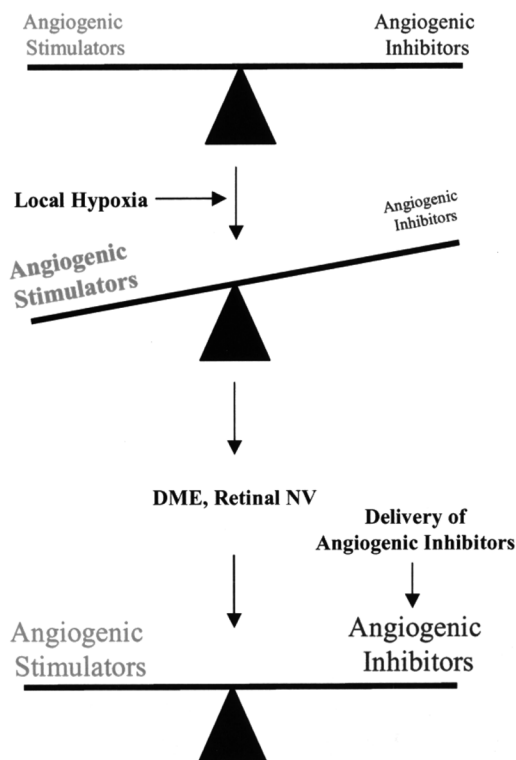 Angiogenic
Stimulators
Angiogenic
Inhibitors
Local Hypoxia
Angiogenic
Inhibitors
Angiogenic
Stimulators
DME, Retinal NV
Delivery of
Angiogenic Inhibitors
Angiogenic
Stimulators
Angiogenic
Inhibitors